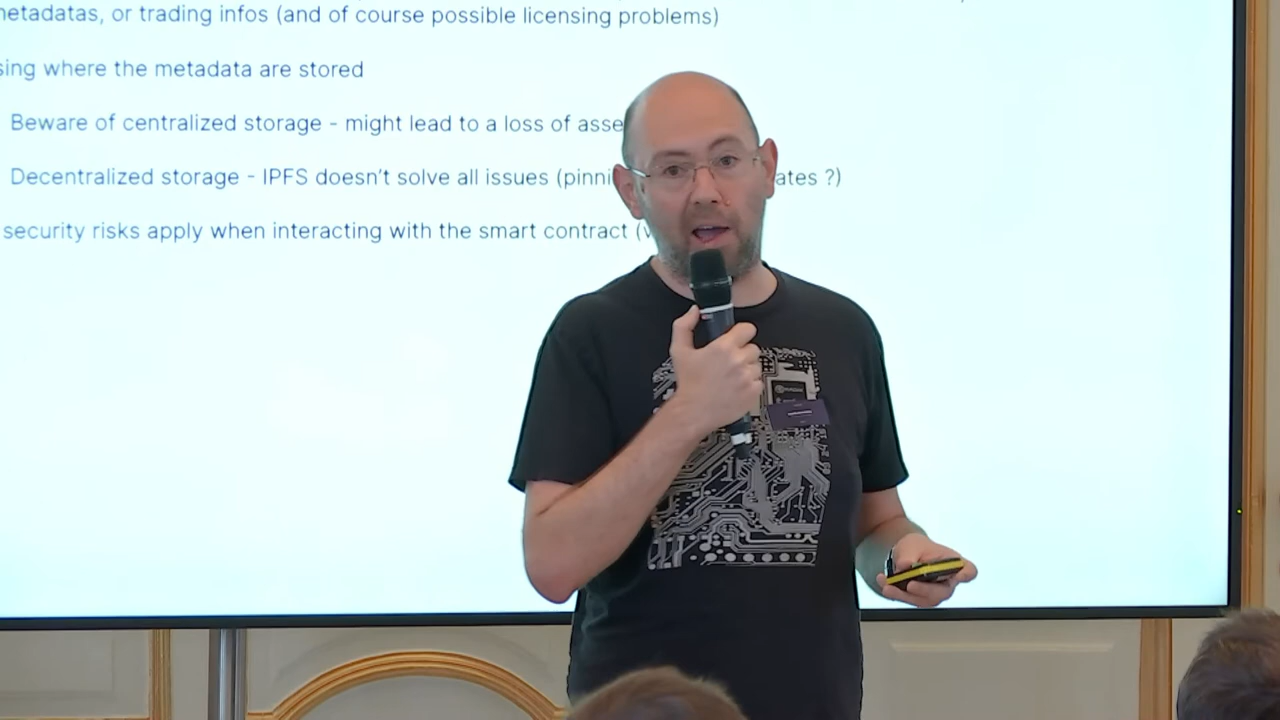 metadatas, or trading infos (and of course possible licensing problems)
sing where the metadata are stored
Beware of centralized storage - might lead to a loss of asse
Decentralized storage - IPFS doesn't solve all issues (pinni ates ?)
security risks apply when interacting with the smart contract (